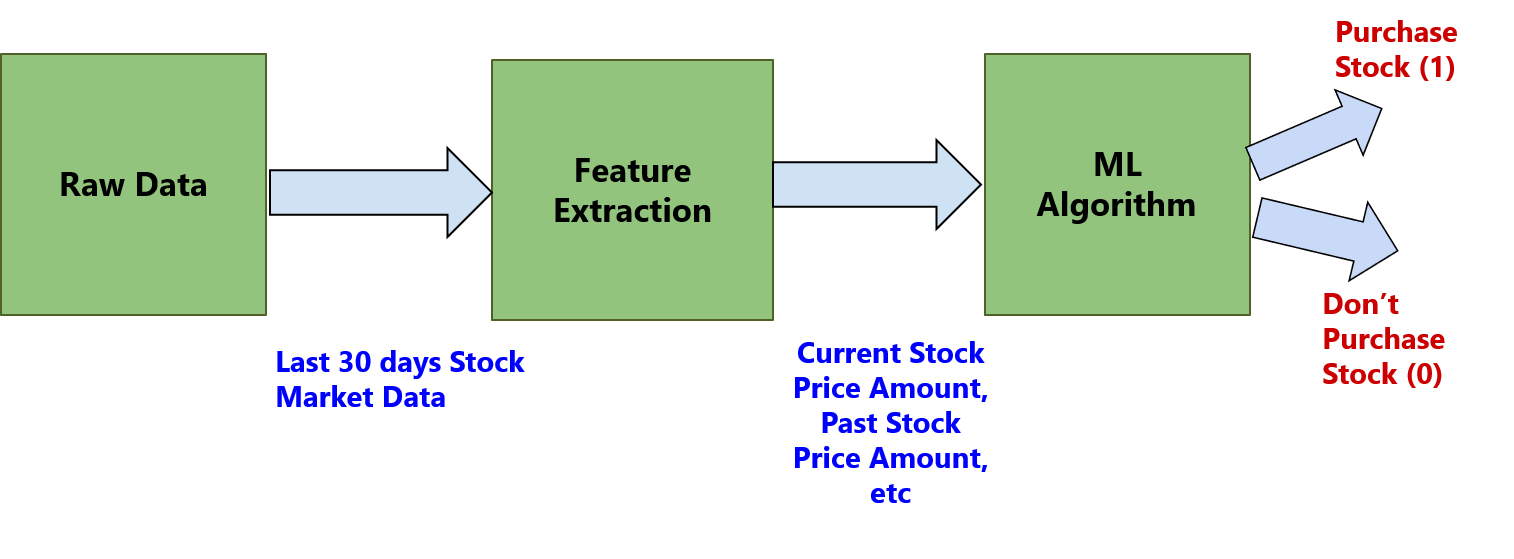 Raw Data
Last 30 days Stock
Market Data
Feature
Extraction
Current Stock
Price Amount,
Past Stock
Price Amount,
etc
ML
Algorithm
Purchase
Stock (1)
Don’t
Purchase
Stock (0)